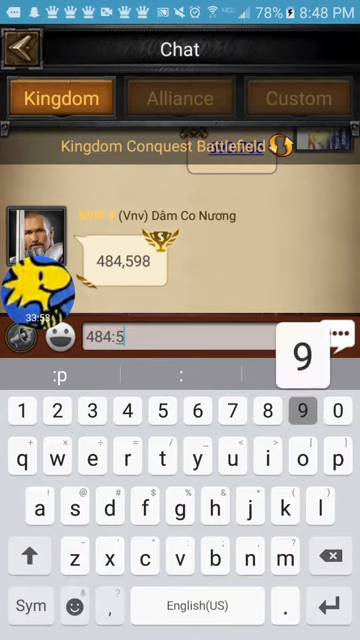 78% 8:48 PM
Chat
Kingdom Alliance Custom
Kingdom Conquest Battlefield
(Vnv) Dâm Co Nương
484,598
33:53
484:5
9
:p :
1 2 3 4 5 6 7 8 9 0
q w e r t y u i o p
a s d f g h j k l
z x c v b n m
Sym , English(US) .